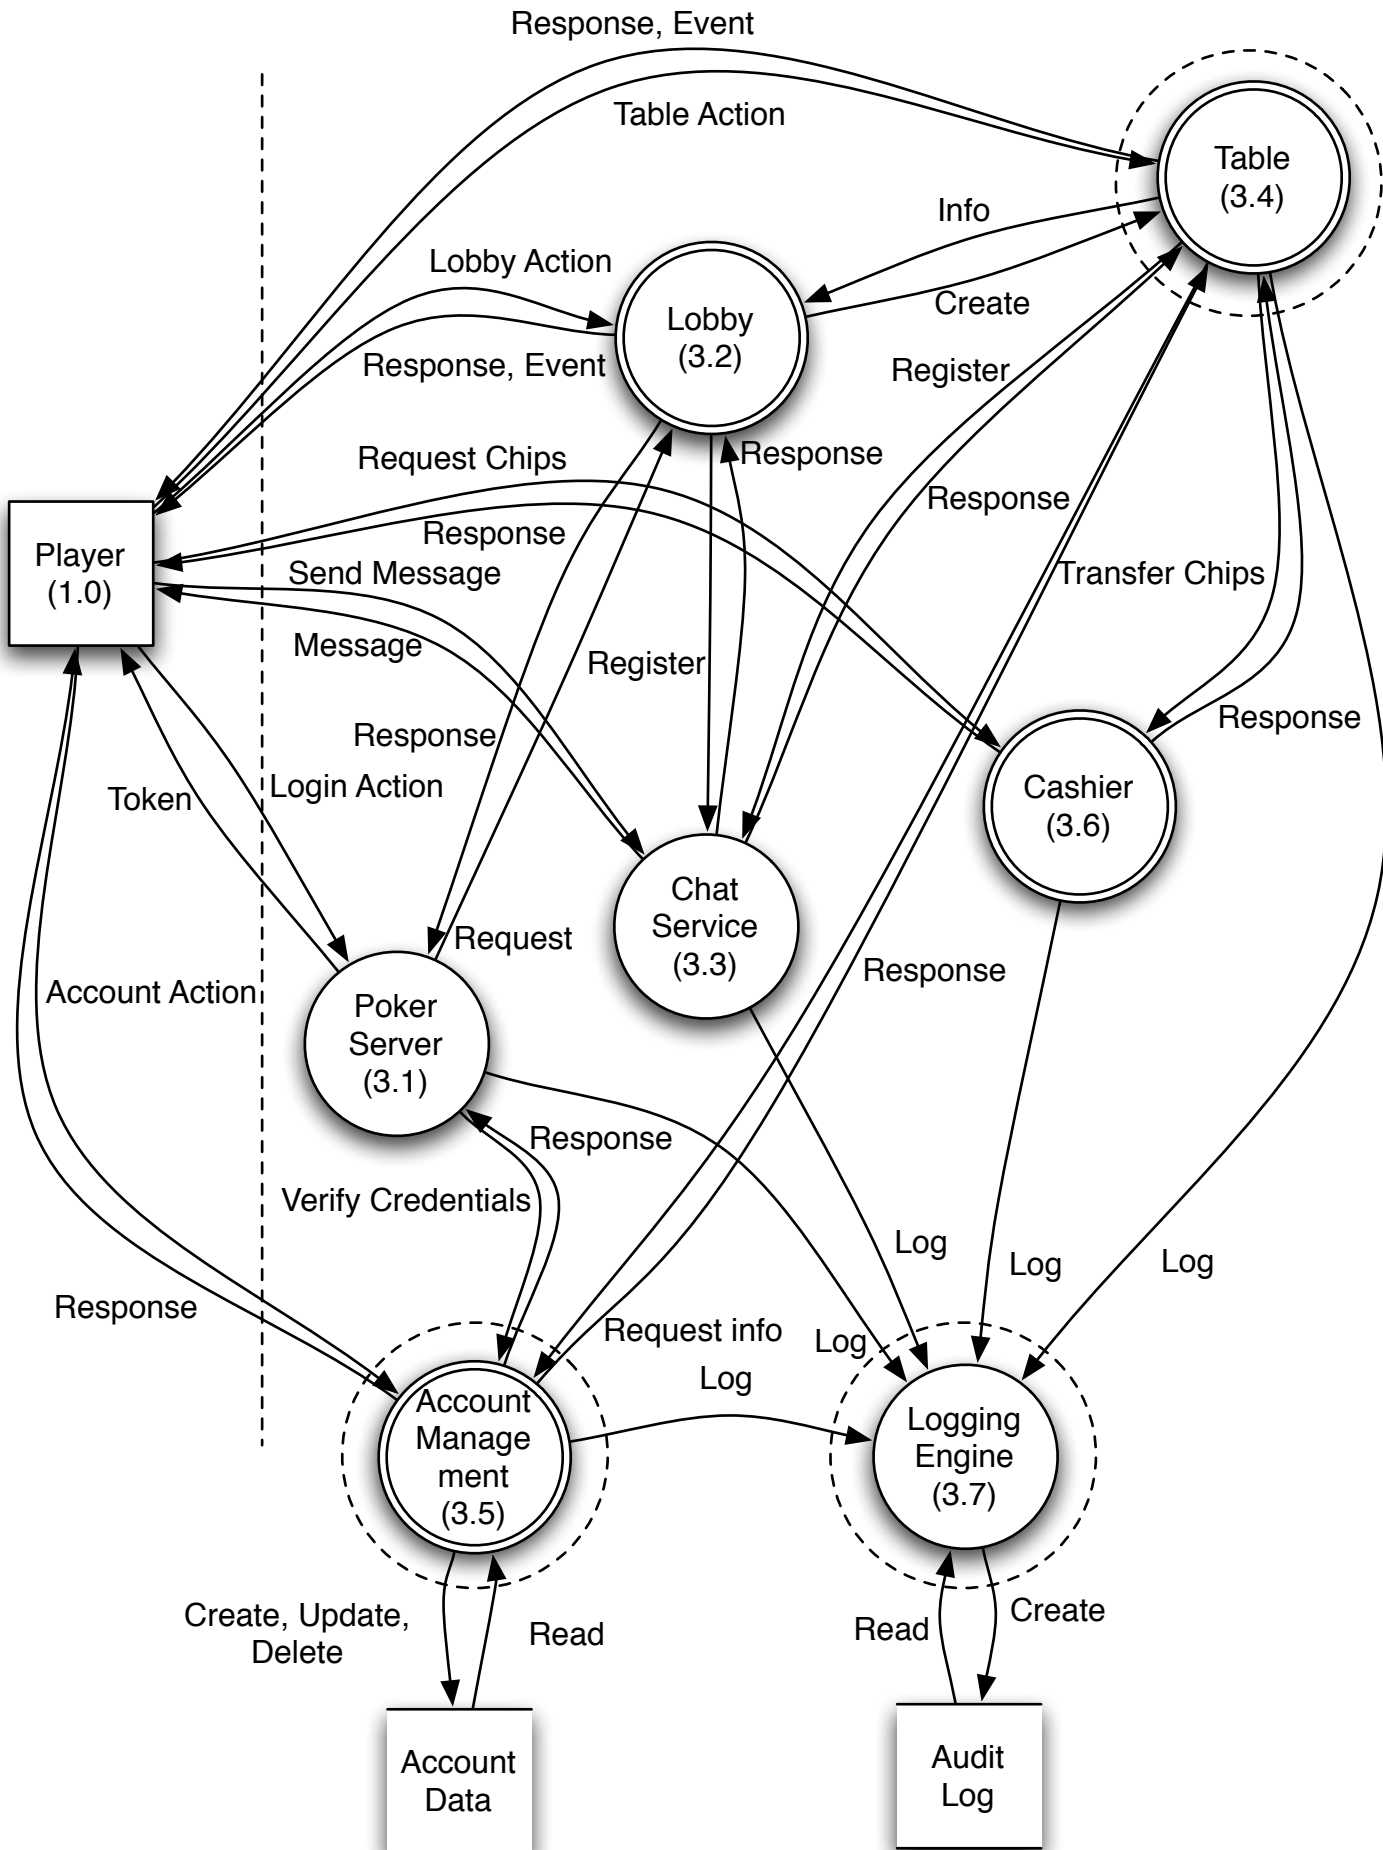 Response, Event
Table Action
Table
(3.4)
Info
Lobby Action
Create
Lobby
(3.2)
Response, Event
Register
Request Chips
Response
Response
Response
Player
(1.0)
Send Message
Transfer Chips
Message
Register
Response
Response
Token
Login Action
Cashier
(3.6)
Chat
Service
(3.3)
Request
Response
Account Action
Poker
Server
(3.1)
Response
Verify Credentials
Log
Log
Log
Response
Request info
Log
Log
Account
Manage
ment
(3.5)
Logging
Engine
(3.7)
Create, Update,
Delete
Read
Read
Create
Account
Data
Audit
Log